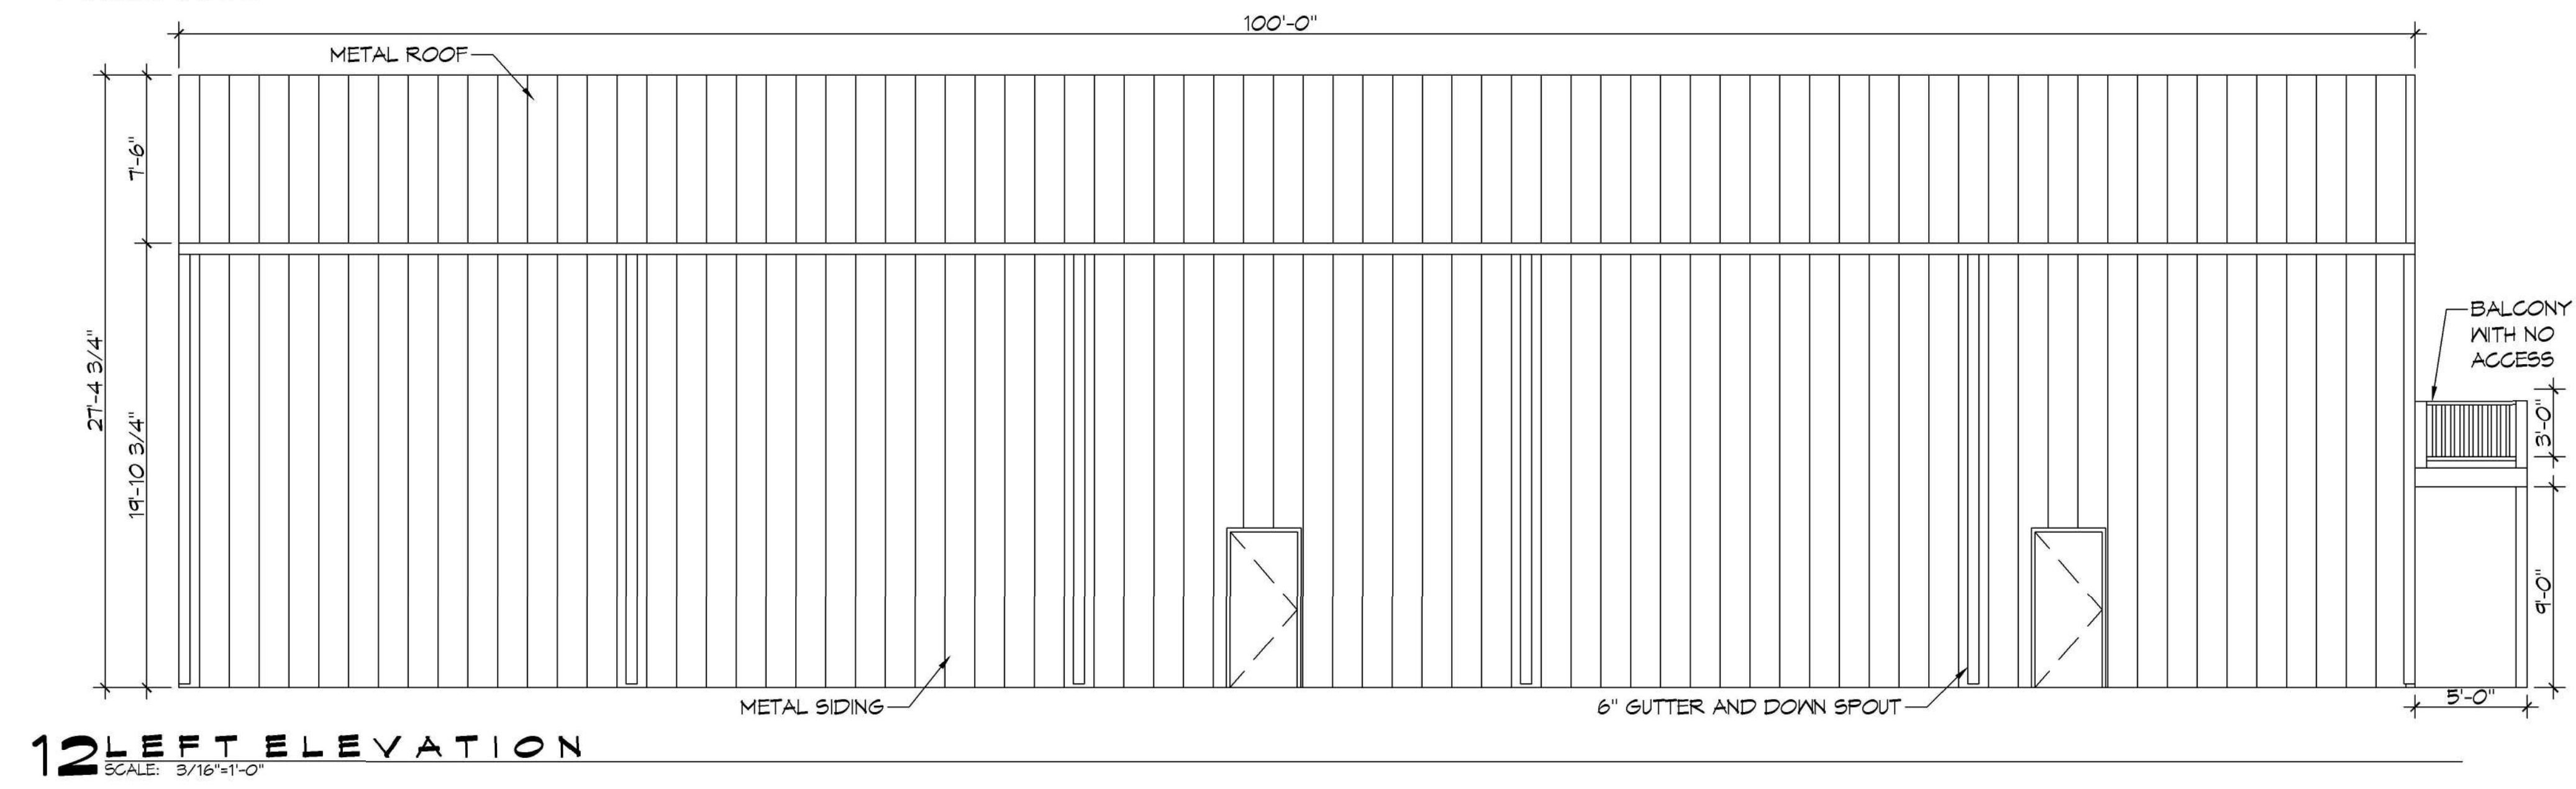 100'-0"
METAL ROOF
7'-6"
27'-4 3/4"
19'-10 3/4"
BALCONY
WITH NO
ACCESS
3'-0"
9'-0"
5'-0"
METAL SIDING
6" GUTTER AND DOWN SPOUT
12 LEFT ELEVATION
SCALE: 3/16"=1'-0"